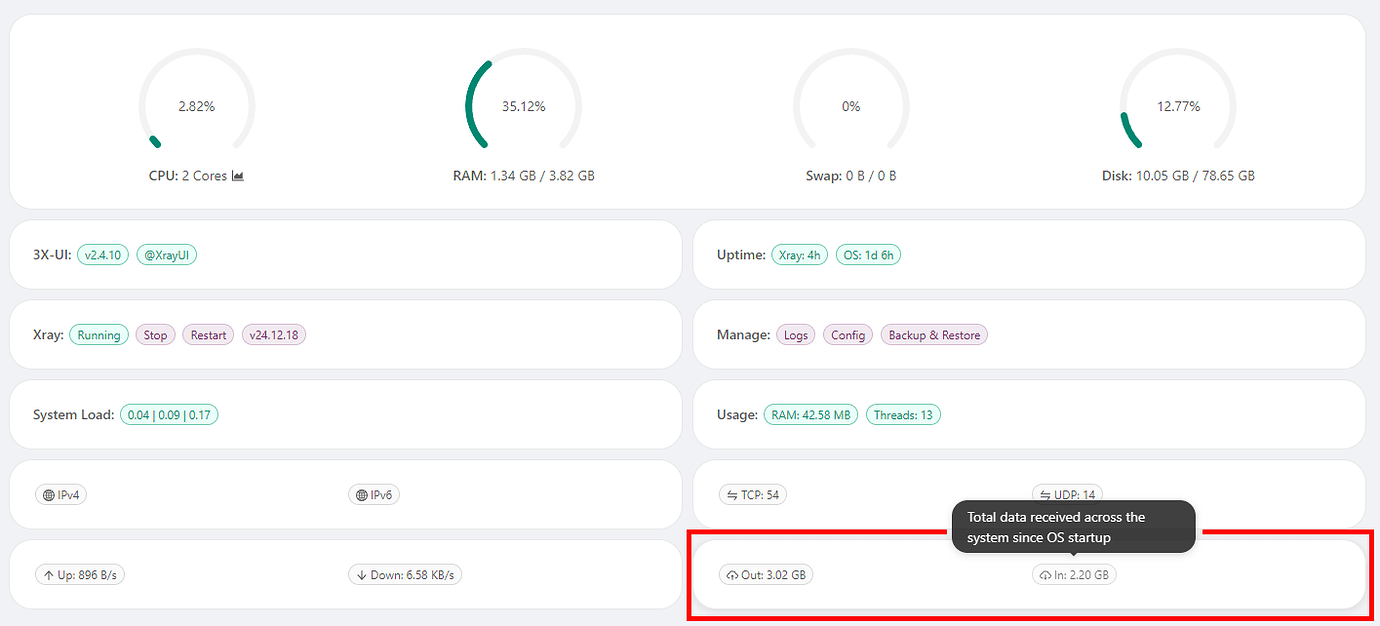 2.82%
35.12%
0%
12.77%
CPU: 2 Cores
RAM: 1.34 GB / 3.82 GB
Swap: 0 B / 0 B
Disk: 10.05 GB / 78.65 GB
3X-UI: v2.4.10 @XrayUI
Uptime: Xray: 4h OS: 1d 6h
Xray: Running Stop Restart v24.12.18
Manage: Logs Config Backup & Restore
System Load: 0.04 | 0.09 | 0.17
Usage: RAM: 42.58 MB Threads: 13
IPv4
IPv6
TCP: 54
UDP: 14
Total data received across the
system since OS startup
Up: 896 B/s
Down: 6.58 KB/s
Out: 3.02 GB
In: 2.20 GB